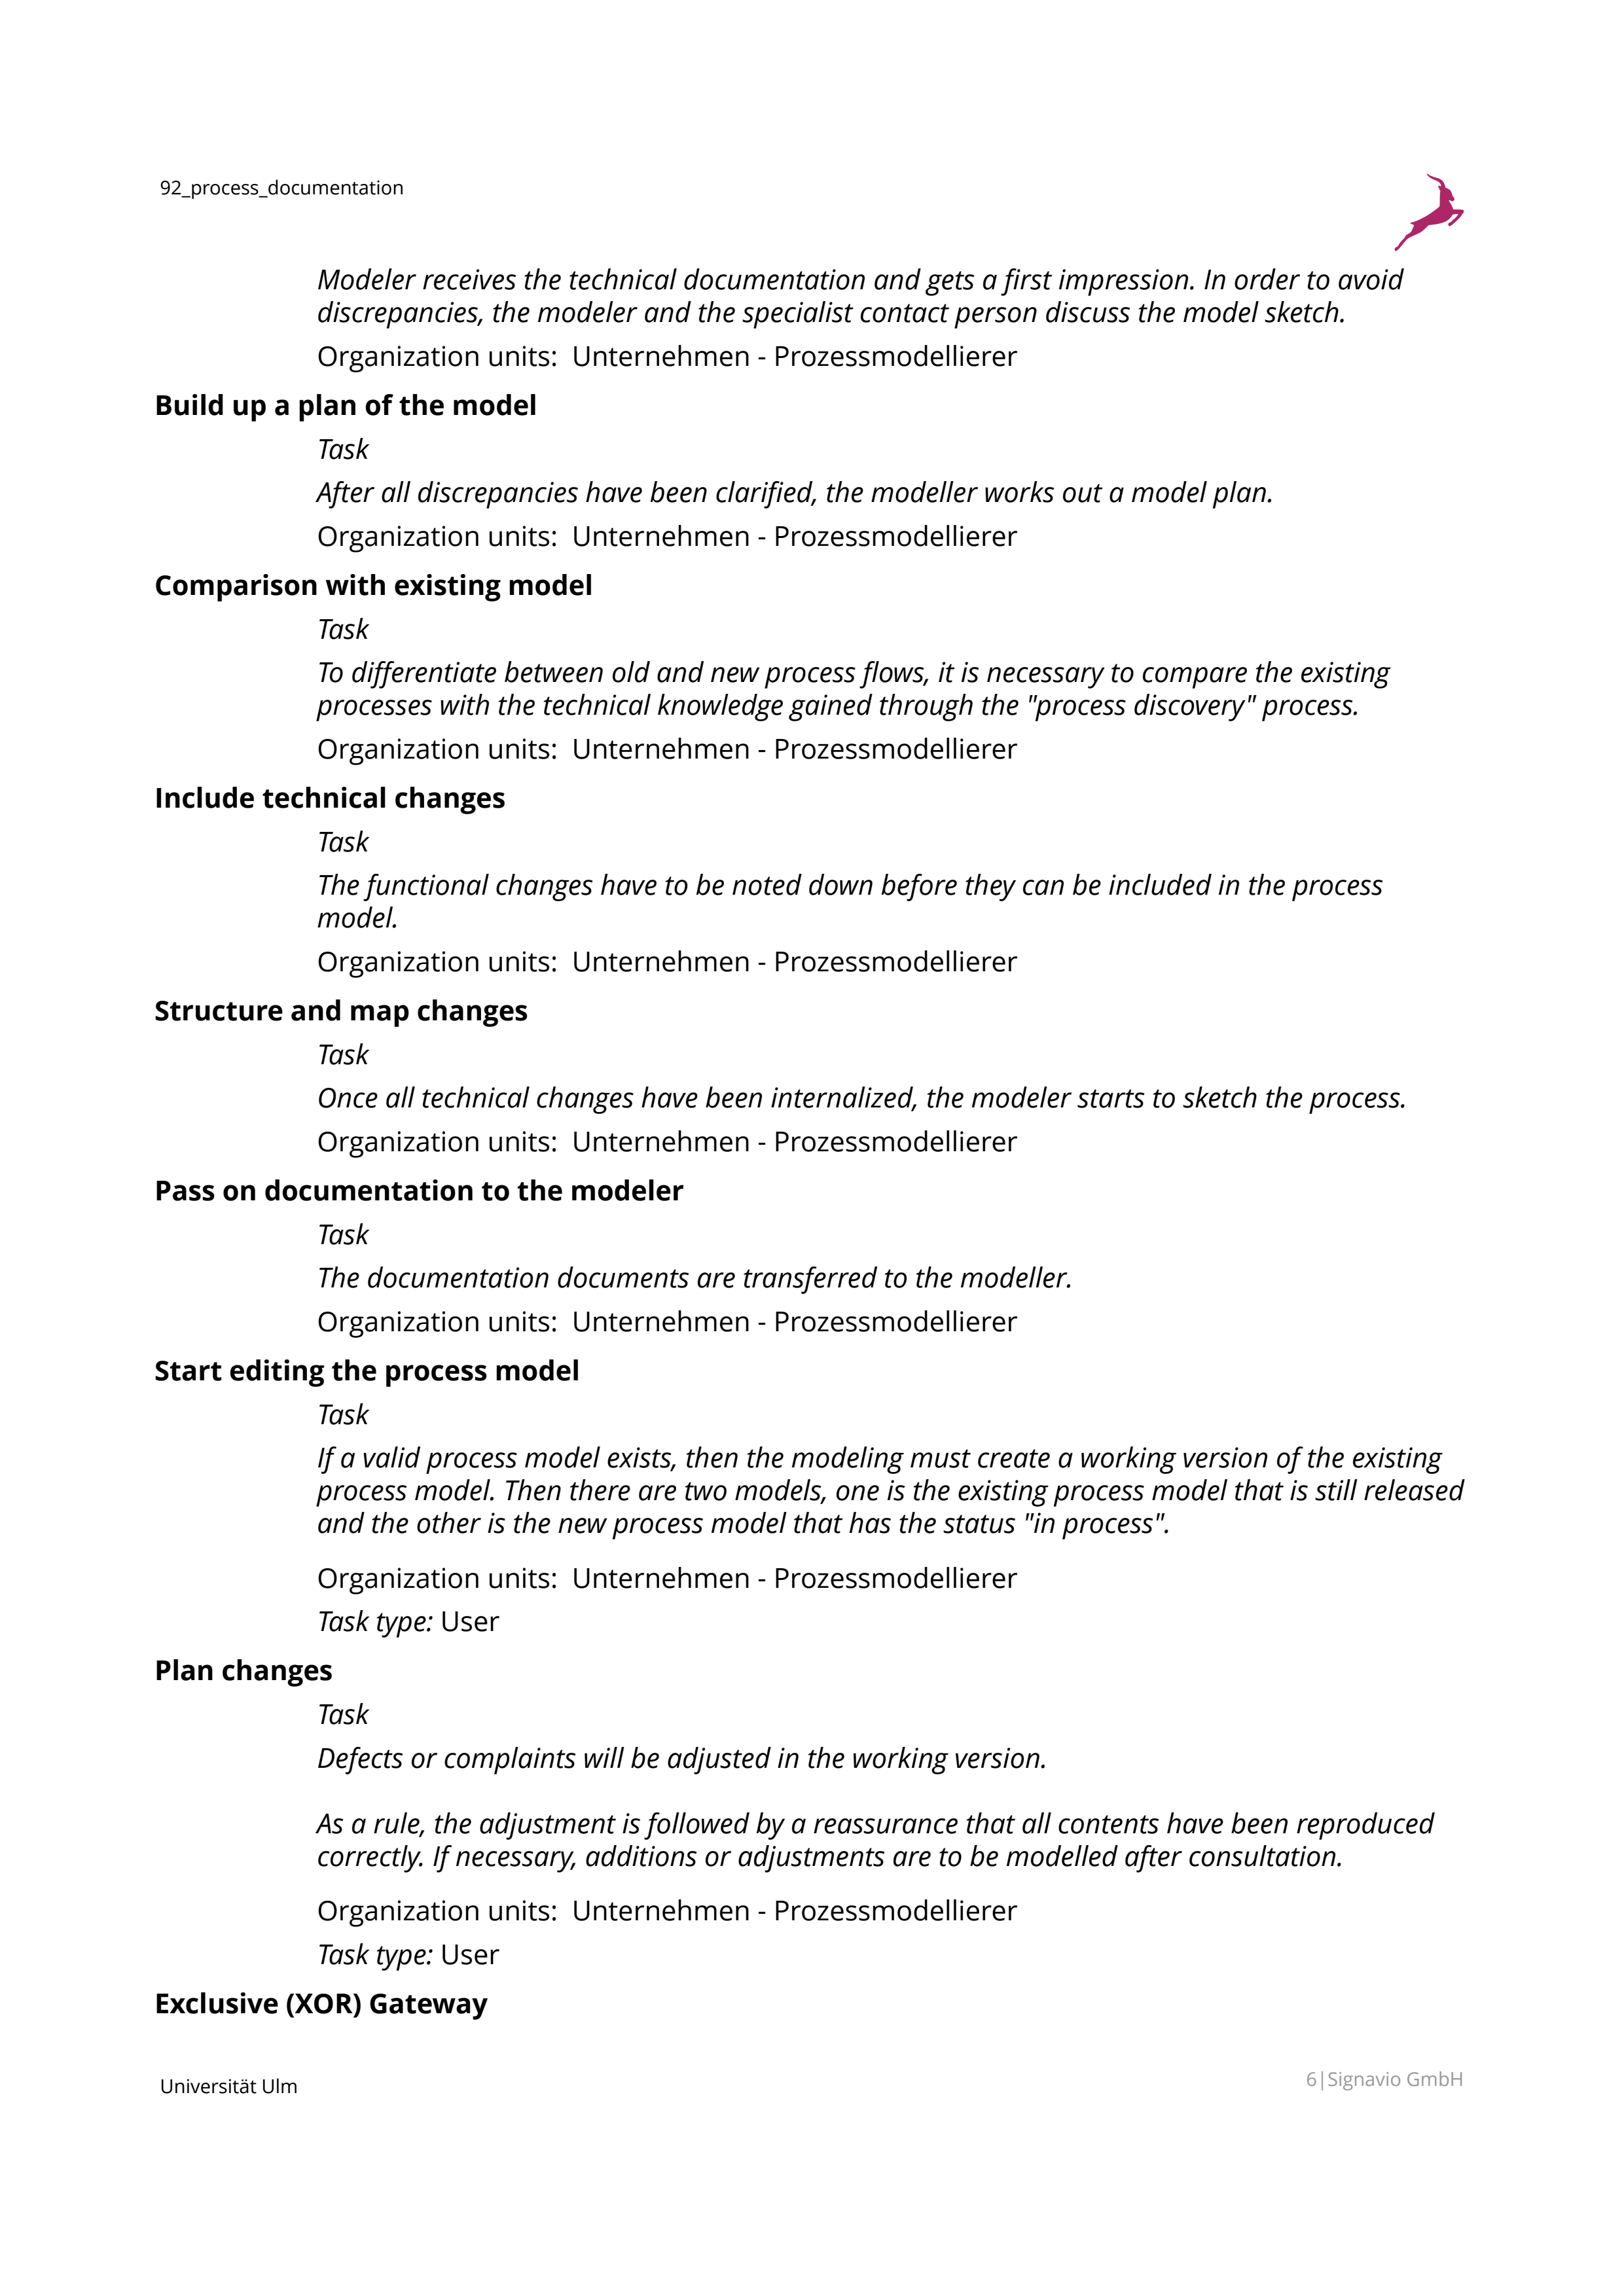 92_process_documentation
Modeler receives the technical documentation and gets a first impression. In order to avoid
discrepancies, the modeler and the specialist contact person discuss the model sketch.
Organization units:  Unternehmen - Prozessmodellierer
Build up a plan of the model
Task
After all discrepancies have been clarified, the modeller works out a model plan.
Organization units:  Unternehmen - Prozessmodellierer
Comparison with existing model
Task
To differentiate between old and new process flows, it is necessary to compare the existing
processes with the technical knowledge gained through the "process discovery" process.
Organization units:  Unternehmen - Prozessmodellierer
Include technical changes
Task
The functional changes have to be noted down before they can be included in the process
model.
Organization units:  Unternehmen - Prozessmodellierer
Structure and map changes
Task
Once all technical changes have been internalized, the modeler starts to sketch the process.
Organization units:  Unternehmen - Prozessmodellierer
Pass on documentation to the modeler
Task
The documentation documents are transferred to the modeller.
Organization units:  Unternehmen - Prozessmodellierer
Start editing the process model
Task
If a valid process model exists, then the modeling must create a working version of the existing
process model. Then there are two models, one is the existing process model that is still released
and the other is the new process model that has the status "in process".
Organization units:  Unternehmen - Prozessmodellierer
Task type: User
Plan changes
Task
Defects or complaints will be adjusted in the working version.
As a rule, the adjustment is followed by a reassurance that all contents have been reproduced
correctly. If necessary, additions or adjustments are to be modelled after consultation.
Organization units:  Unternehmen - Prozessmodellierer
Task type: User
Exclusive (XOR) Gateway
Universität Ulm
6|Signavio GmbH